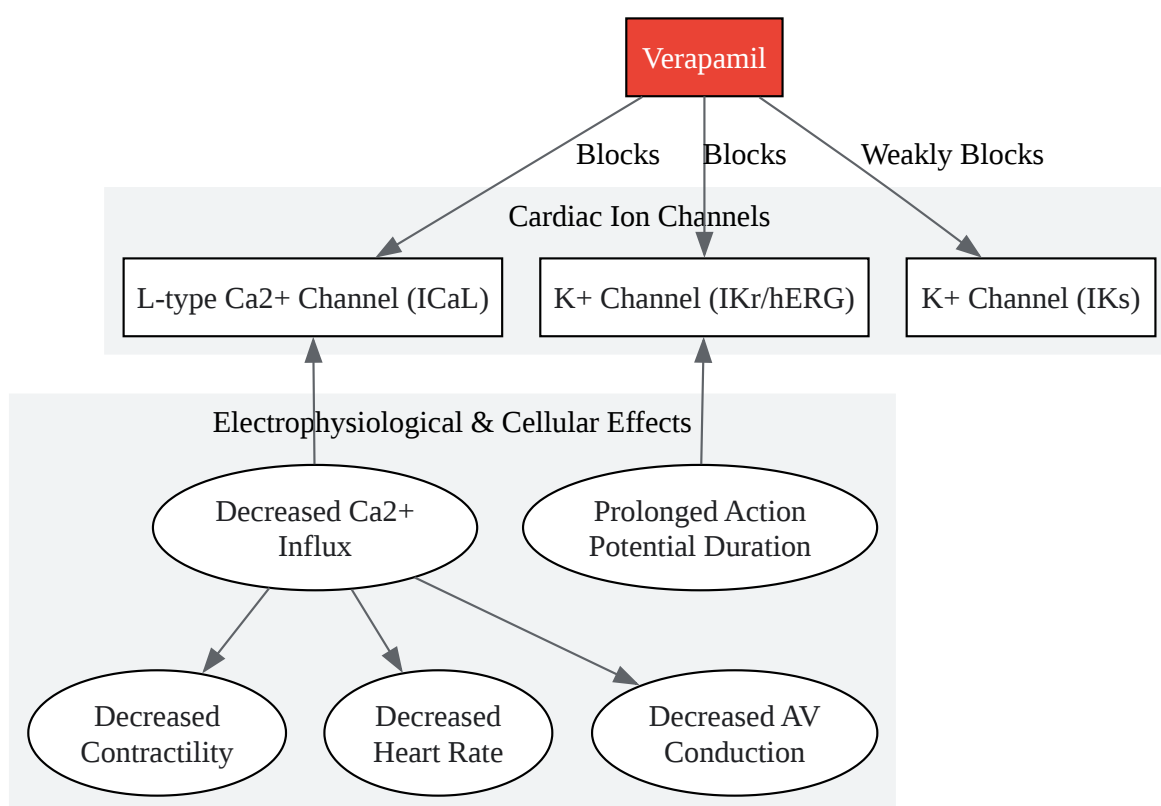 Verapamil
Blocks
Blocks
Weakly Blocks
Cardiac Ion Channels
L-type Ca2+ Channel (ICaL)
K+ Channel (IKr/hERG)
K+ Channel (IKs)
Electrophysiological & Cellular Effects
Decreased Ca2+
Influx
Prolonged Action
Potential Duration
Decreased
Contractility
Decreased
Heart Rate
Decreased AV
Conduction